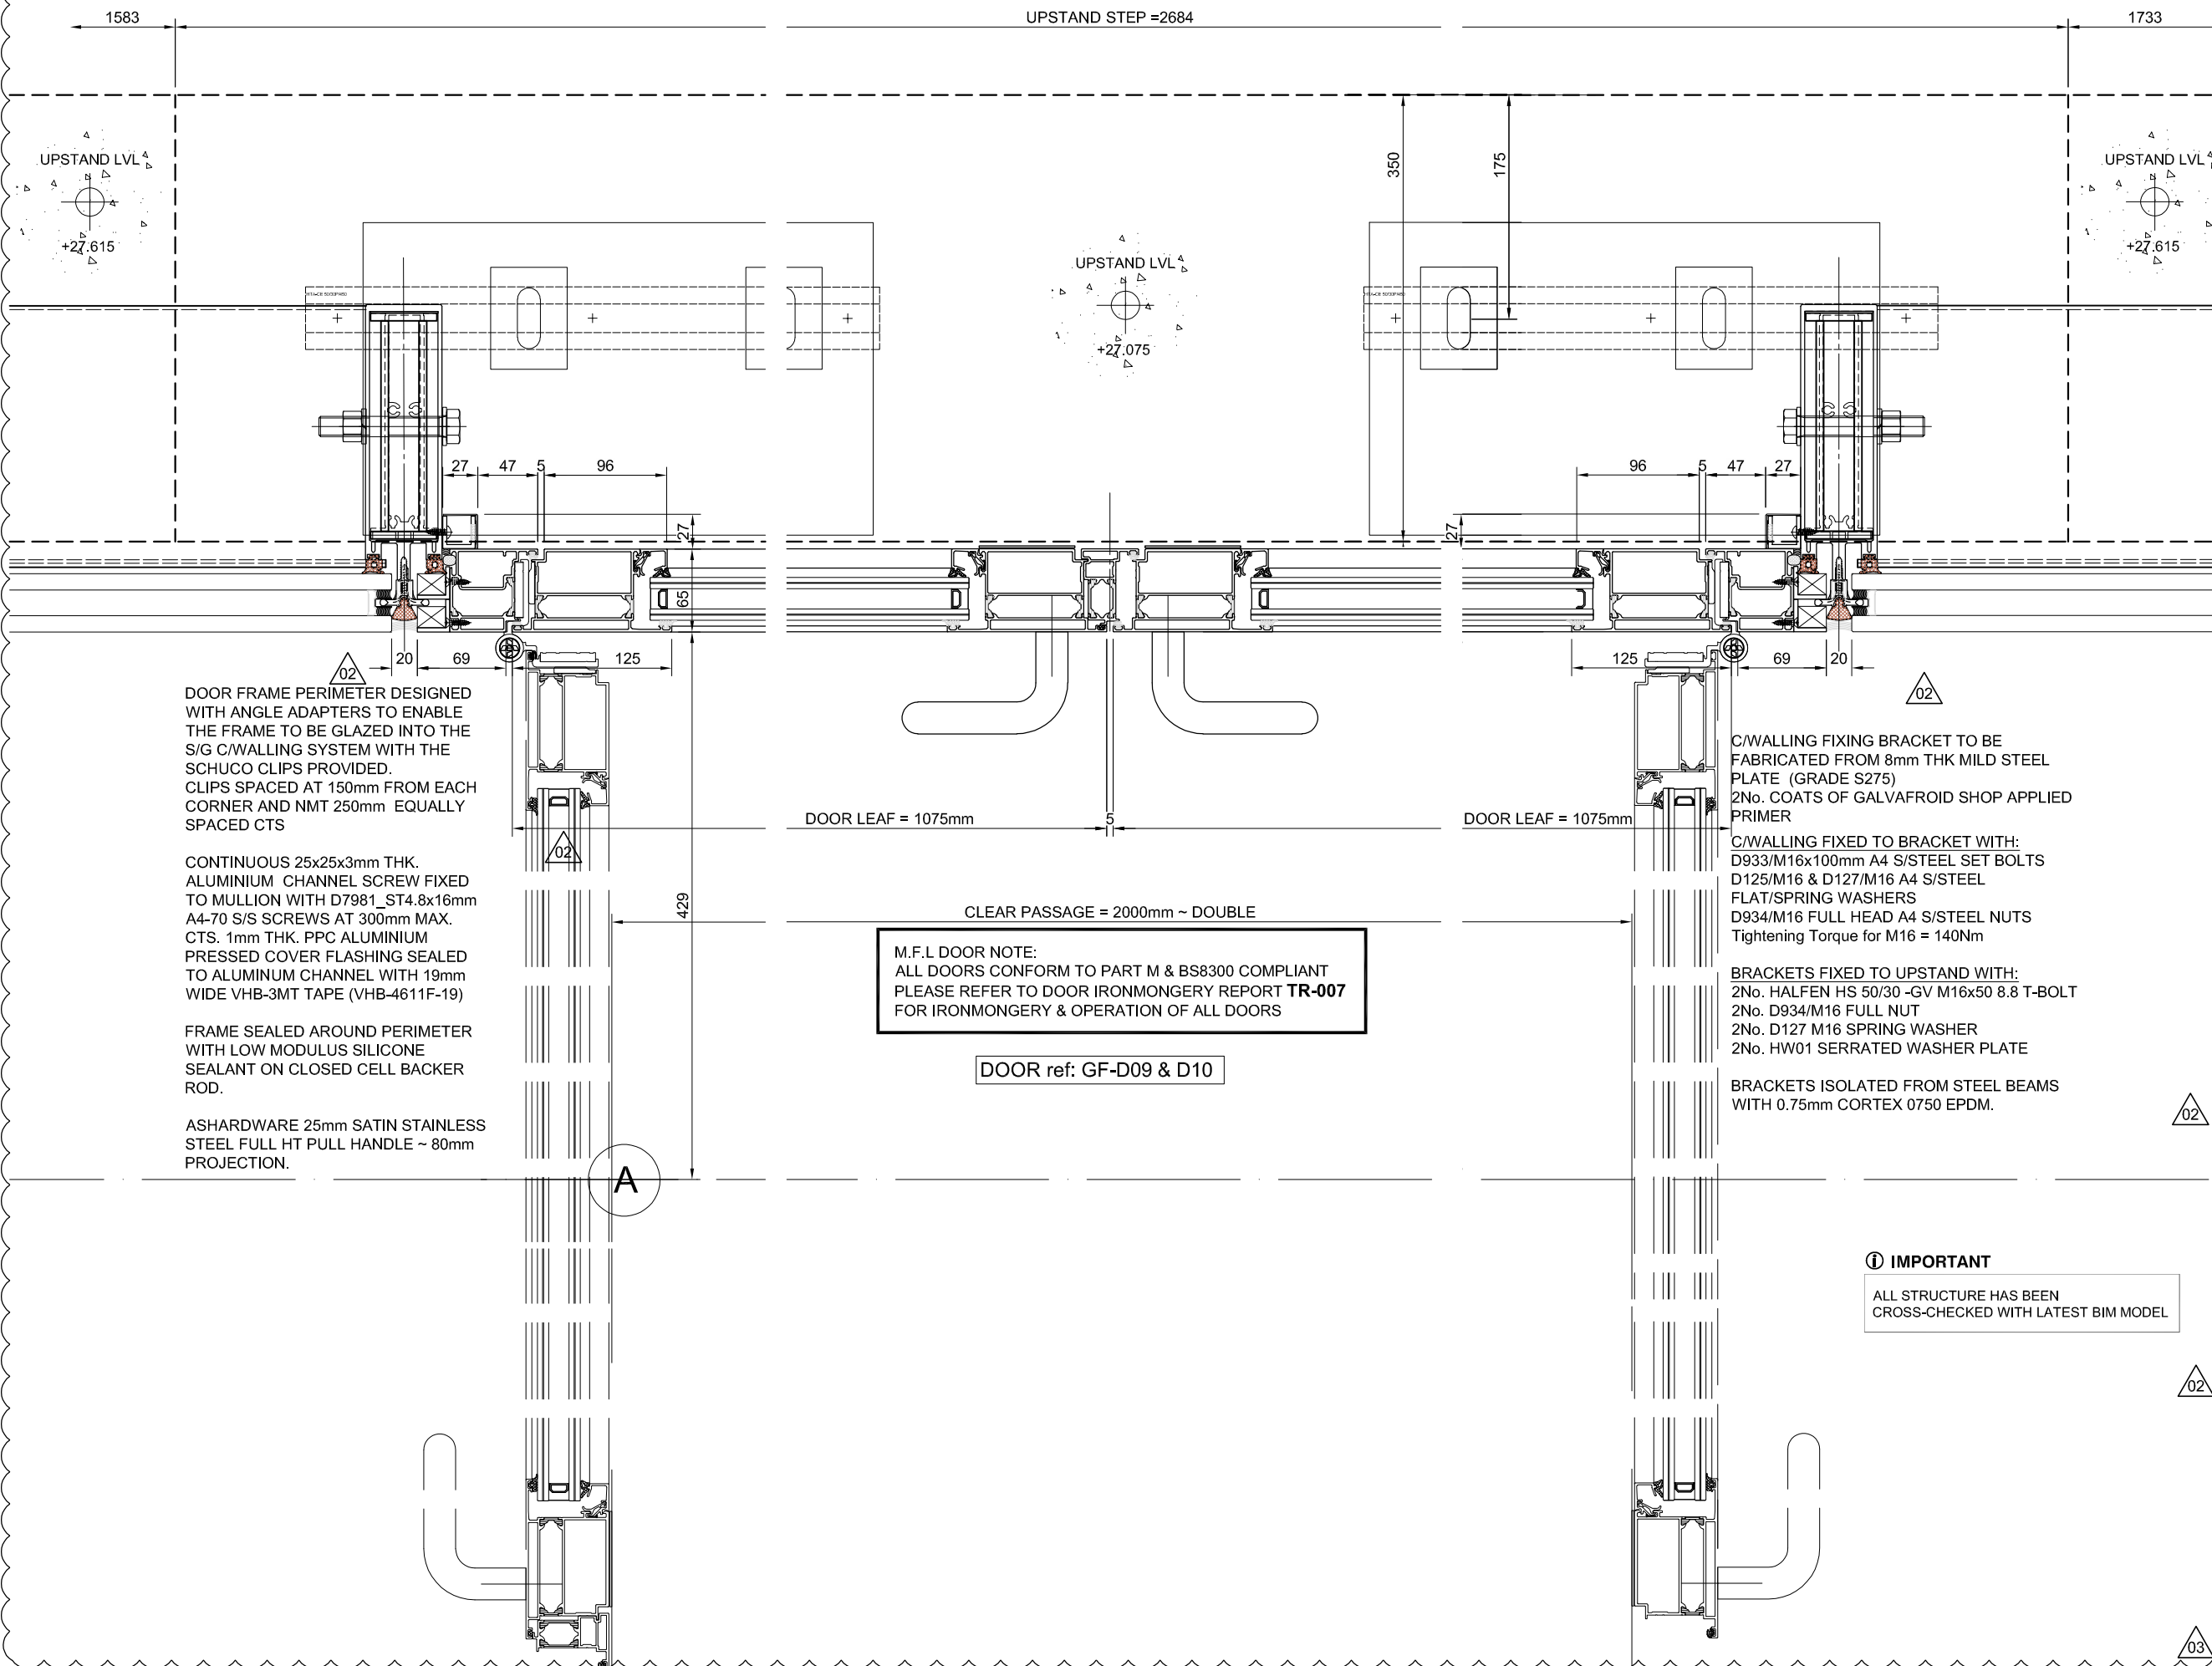 1583
UPSTAND STEP =2684
1733
UPSTAND LVL
+27.615
350
175
UPSTAND LVL
+27.615
UPSTAND LVL
+27.075
27
47
5
96
27
65
96
5
47
27
27
20
69
125
125
69
20
02
DOOR FRAME PERIMETER DESIGNED
WITH ANGLE ADAPTERS TO ENABLE
THE FRAME TO BE GLAZED INTO THE
S/G C/WALLING SYSTEM WITH THE
SCHUCO CLIPS PROVIDED.
CLIPS SPACED AT 150mm FROM EACH
CORNER AND NMT 250mm EQUALLY
SPACED CTS
CONTINUOUS 25x25x3mm THK.
ALUMINIUM CHANNEL SCREW FIXED
TO MULLION WITH D7981_ST4.8x16mm
A4-70 S/S SCREWS AT 300mm MAX.
CTS. 1mm THK. PPC ALUMINIUM
PRESSED COVER FLASHING SEALED
TO ALUMINUM CHANNEL WITH 19mm
WIDE VHB-3MT TAPE (VHB-4611F-19)
FRAME SEALED AROUND PERIMETER
WITH LOW MODULUS SILICONE
SEALANT ON CLOSED CELL BACKER
ROD.
ASHARDWARE 25mm SATIN STAINLESS
STEEL FULL HT PULL HANDLE ~ 80mm
PROJECTION.
02
429
A
DOOR LEAF = 1075mm
5
DOOR LEAF = 1075mm
CLEAR PASSAGE = 2000mm ~ DOUBLE
M.F.L DOOR NOTE:
ALL DOORS CONFORM TO PART M & BS8300 COMPLIANT
PLEASE REFER TO DOOR IRONMONGERY REPORT TR-007
FOR IRONMONGERY & OPERATION OF ALL DOORS
DOOR ref: GF-D09 & D10
02
C/WALLING FIXING BRACKET TO BE
FABRICATED FROM 8mm THK MILD STEEL
PLATE (GRADE S275)
2No. COATS OF GALVAFROID SHOP APPLIED
PRIMER
C/WALLING FIXED TO BRACKET WITH:
D933/M16x100mm A4 S/STEEL SET BOLTS
D125/M16 & D127/M16 A4 S/STEEL
FLAT/SPRING WASHERS
D934/M16 FULL HEAD A4 S/STEEL NUTS
Tightening Torque for M16 = 140Nm
BRACKETS FIXED TO UPSTAND WITH:
2No. HALFEN HS 50/30 -GV M16x50 8.8 T-BOLT
2No. D934/M16 FULL NUT
2No. D127 M16 SPRING WASHER
2No. HW01 SERRATED WASHER PLATE
BRACKETS ISOLATED FROM STEEL BEAMS
WITH 0.75mm CORTEX 0750 EPDM.
02
IMPORTANT
ALL STRUCTURE HAS BEEN
CROSS-CHECKED WITH LATEST BIM MODEL
02
03